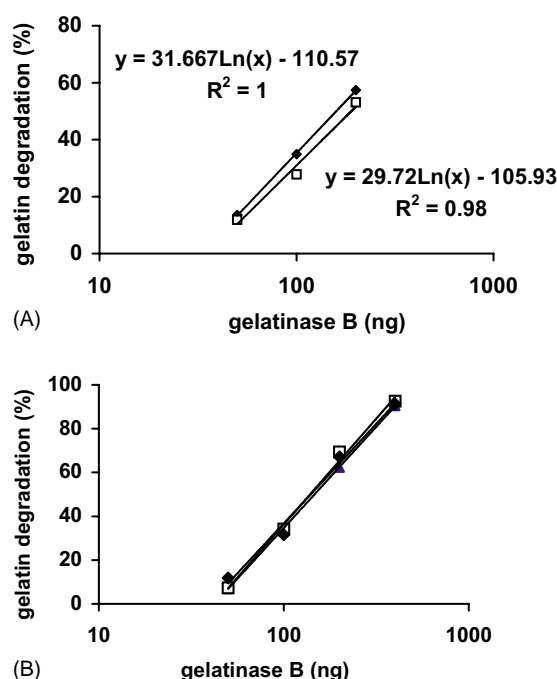 80
y = 31.667Ln(x) - 110.57
R² = 1
60
40
y = 29.72Ln(x) - 105.93
R² = 0.98
20
0
gelatin degradation (%)
10 100 1000
(A)
gelatinase B (ng)
100
80
60
40
20
0
gelatin degradation (%)
10 100 1000
(B)
gelatinase B (ng)